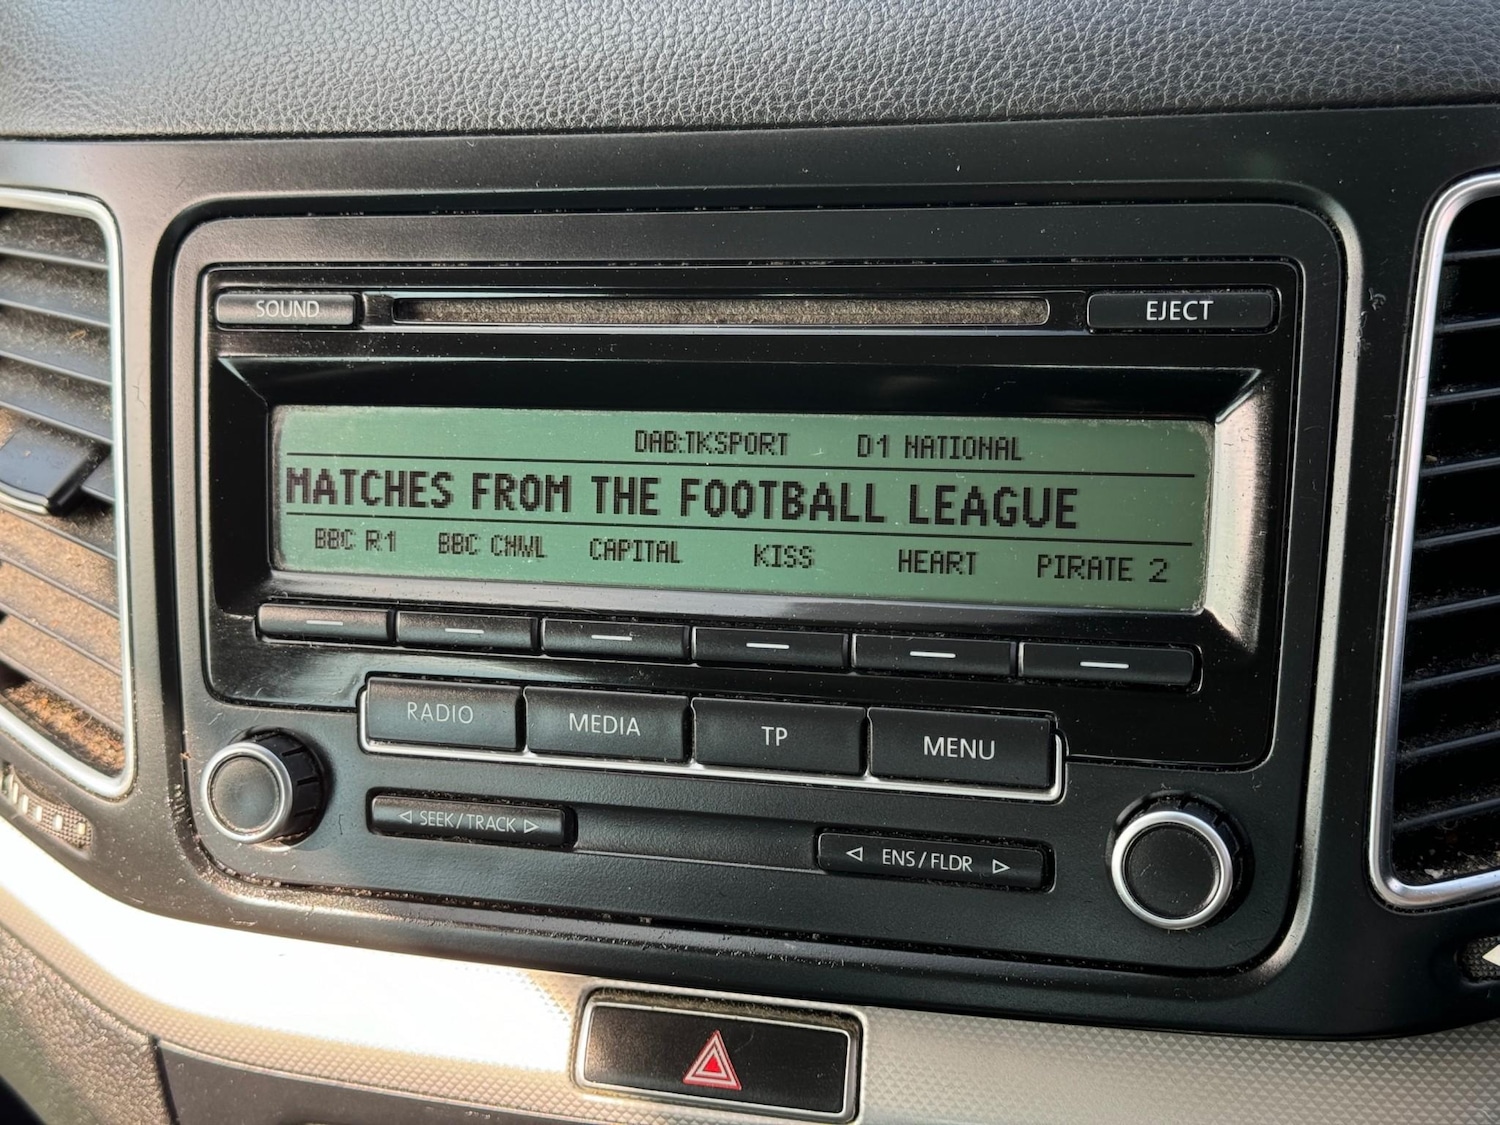 SOUND
EJECT
DAB:TKSPORT D1 NATIONAL
MATCHES FROM THE FOOTBALL LEAGUE
BBC R1 BBC CNWL CAPITAL KISS HEART PIRATE 2
RADIO MEDIA TP MENU
SEEK/TRACK
ENS/FLDR